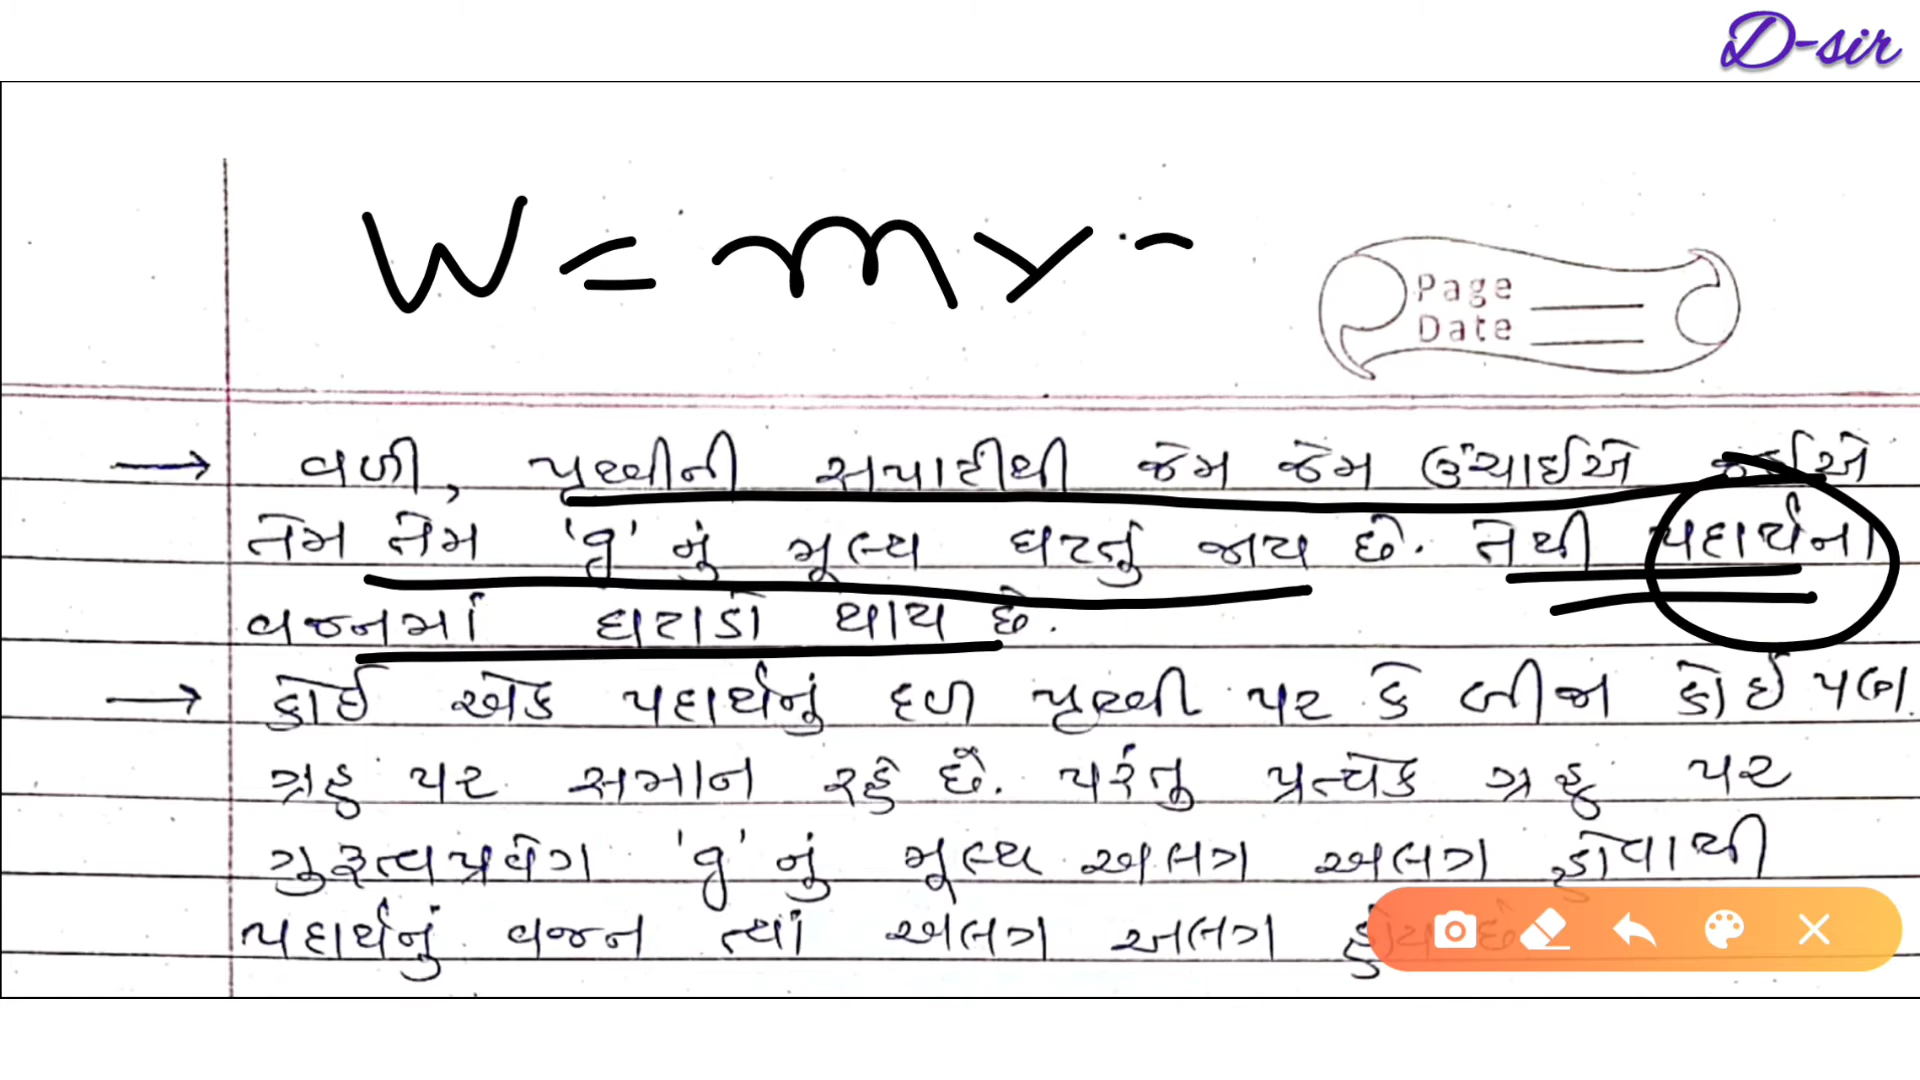 D-sir
W = m ×
Page
Date
→ વળી, પૃથ્વીની સપાટીથી જેમ જેમ ઉંચાઈએ જઈએ
તેમ તેમ 'g' નું મૂલ્ય ઘટતું જાય છે. તેથી પદાર્થના
વજનમાં ઘટાડો થાય છે.
→ કોઈ એક પદાર્થનું દળ પૃથ્વી પર કે બીજા કોઈ પણ
ગ્રહ પર સમાન રહે છે. પરંતુ પ્રત્યેક ગ્રહ પર
ગુરુત્વપ્રવેગ 'g' નું મૂલ્ય અલગ અલગ હોવાથી
પદાર્થનું વજન ત્યાં અલગ અલગ હોય છે